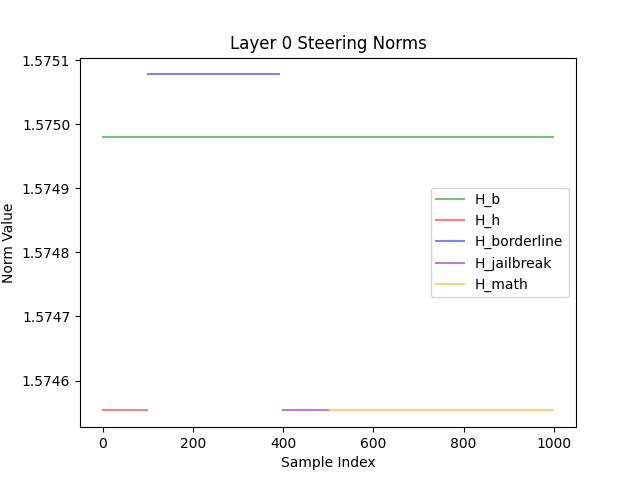 Layer 0 Steering Norms
1.5751
1.5750
1.5749
1.5748
1.5747
1.5746
Norm Value
H_b
H_h
H_borderline
H_jailbreak
H_math
0 200 400 600 800 1000
Sample Index